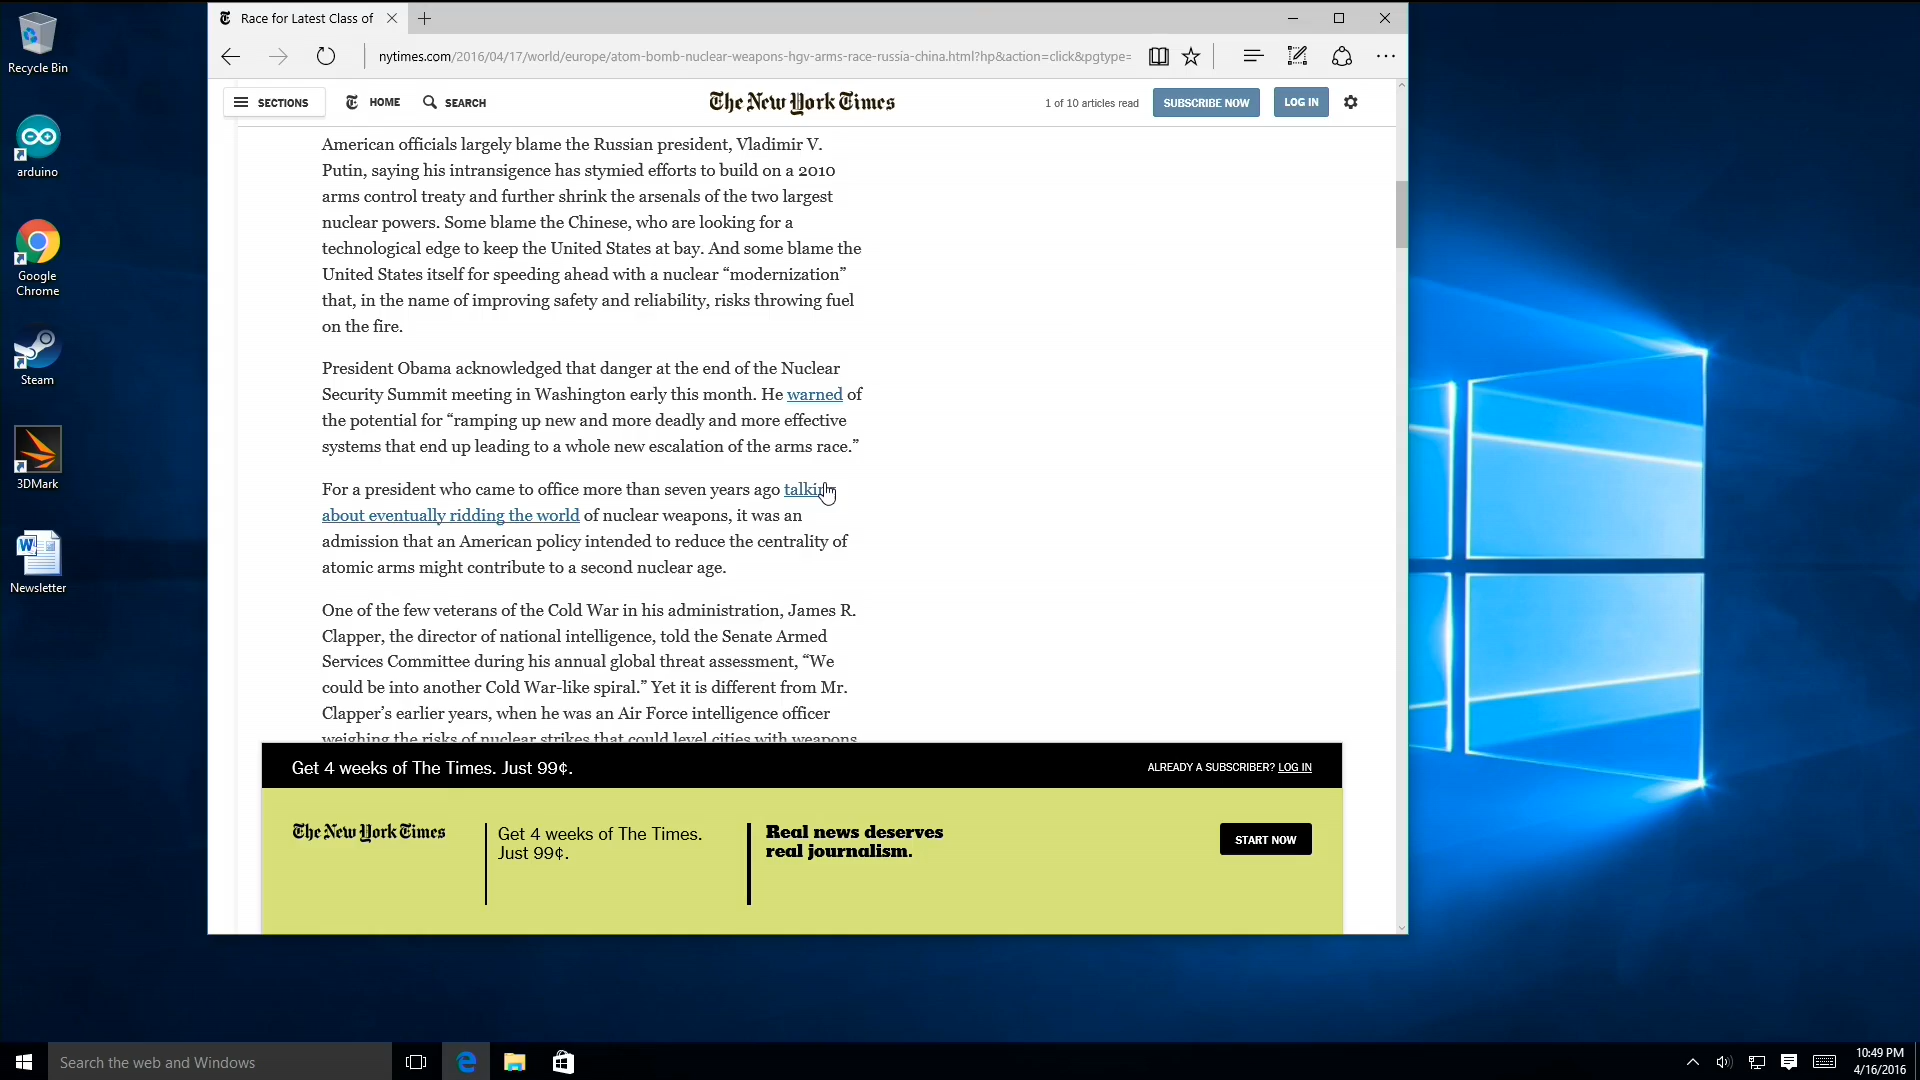 Recycle Bin
arduino
Google
Chrome
Steam
3DMark
Newsletter
Race for Latest Class of
nytimes.com/2016/04/17/world/europe/atom-bomb-nuclear-weapons-hgv-arms-race-russia-china.html?hp&action=click&pgtype=
SECTIONS
HOME
SEARCH
The New York Times
1 of 10 articles read
SUBSCRIBE NOW
LOG IN
American officials largely blame the Russian president, Vladimir V.
Putin, saying his intransigence has stymied efforts to build on a 2010
arms control treaty and further shrink the arsenals of the two largest
nuclear powers. Some blame the Chinese, who are looking for a
technological edge to keep the United States at bay. And some blame the
United States itself for speeding ahead with a nuclear “modernization”
that, in the name of improving safety and reliability, risks throwing fuel
on the fire.
President Obama acknowledged that danger at the end of the Nuclear
Security Summit meeting in Washington early this month. He warned of
the potential for “ramping up new and more deadly and more effective
systems that end up leading to a whole new escalation of the arms race.”
For a president who came to office more than seven years ago talking
about eventually ridding the world of nuclear weapons, it was an
admission that an American policy intended to reduce the centrality of
atomic arms might contribute to a second nuclear age.
One of the few veterans of the Cold War in his administration, James R.
Clapper, the director of national intelligence, told the Senate Armed
Services Committee during his annual global threat assessment, “We
could be into another Cold War-like spiral.” Yet it is different from Mr.
Clapper’s earlier years, when he was an Air Force intelligence officer
weighing the risks of nuclear strikes that could level cities with weapons
Get 4 weeks of The Times. Just 99¢.
ALREADY A SUBSCRIBER? LOG IN
The New York Times
Get 4 weeks of The Times.
Just 99¢.
Real news deserves
real journalism.
START NOW
Search the web and Windows
10:49 PM
4/16/2016